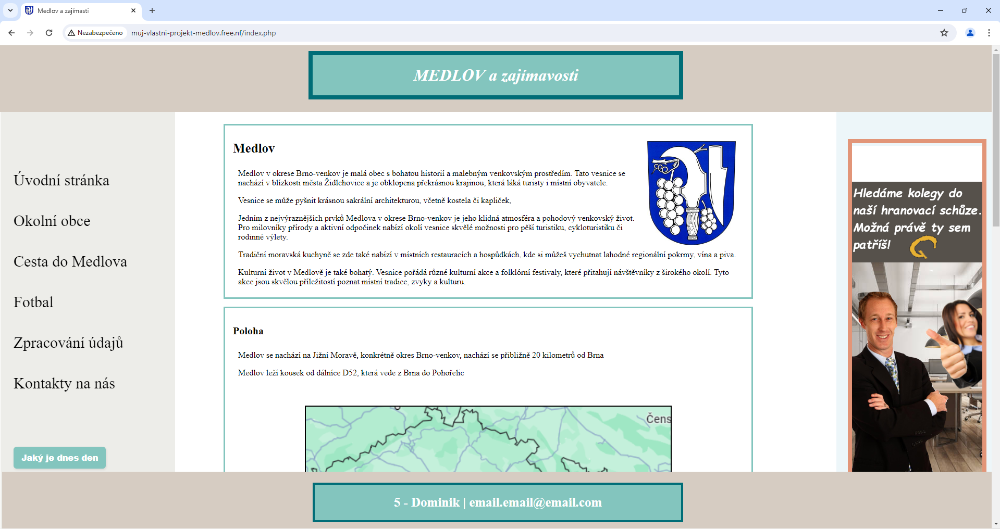 Medlov a zajímasti
Nezabezpečeno
muj-vlastni-projekt-medlov.free.nf/index.php
MEDLOV a zajímavosti
Úvodní stránka
Okolní obce
Cesta do Medlova
Fotbal
Zpracování údajů
Kontakty na nás
Jaký je dnes den
Medlov
Medlov v okrese Brno-venkov je malá obec s bohatou historií a malebným venkovským prostředím. Tato vesnice se
nachází v blízkosti města Židlchovice a je obklopena překrásnou krajinou, která láká turisty i místní obyvatele.
Vesnice se může pyšnit krásnou sakrální architekturou, včetně kostela či kapliček,
Jedním z nejvýraznějších prvků Medlova v okrese Brno-venkov je jeho klidná atmosféra a pohodový venkovský život.
Pro milovníky přírody a aktivní odpočinek nabízí okolí vesnice skvělé možnosti pro pěší turistiku, cykloturistiku či
rodinné výlety.
Tradiční moravská kuchyně se zde také nabízí v místních restauracích a hospůdkách, kde si můžeš vychutnat lahodné regionální pokrmy, vína a piva.
Kulturní život v Medlově je také bohatý. Vesnice pořádá různé kulturní akce a folklórní festivaly, které přitahují návštěvníky z širokého okolí. Tyto
akce jsou skvělou příležitostí poznat místní tradice, zvyky a kulturu.
Poloha
Medlov se nachází na Jižní Moravě, konkrétně okres Brno-venkov, nachází se přibližně 20 kilometrů od Brna
Medlov leží kousek od dálnice D52, která vede z Brna do Pohořelic
Čens
Hledáme kolegy do
naší hranovací schůze.
Možná právě ty sem
patříš!
5 - Dominik | email.email@email.com